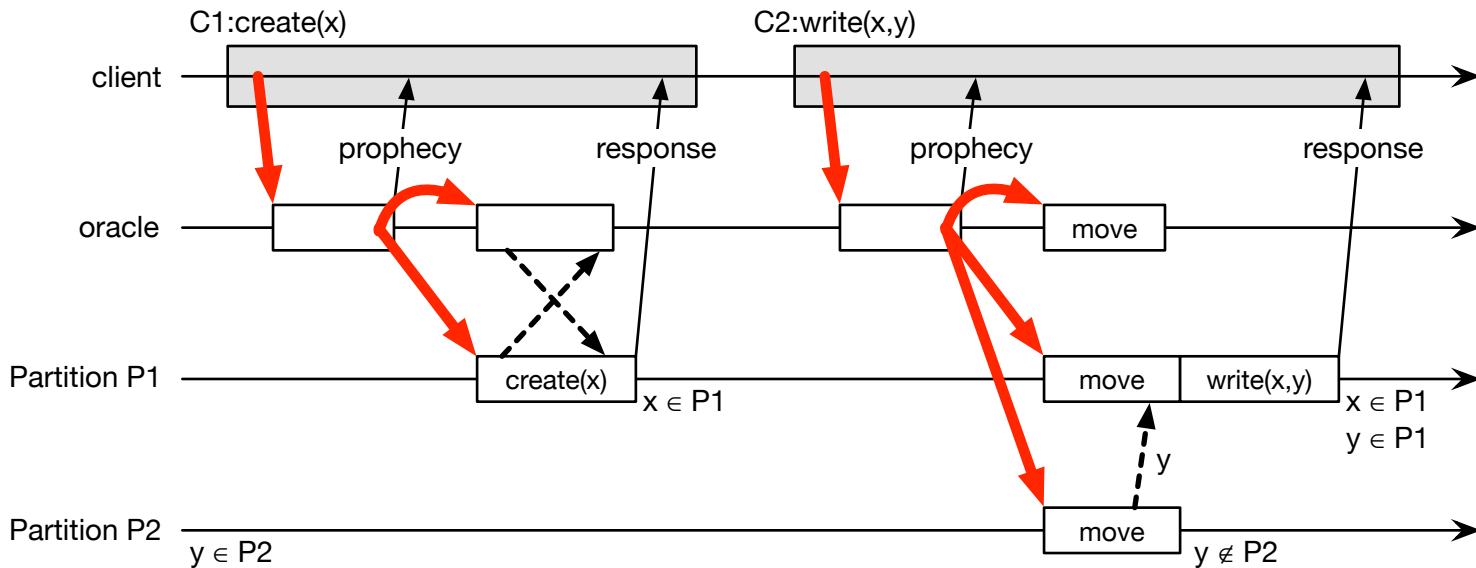 C1:create(x)
C2:write(x,y)
client
prophecy
response
prophecy
response
oracle
move
Partition P1
create(x)
move
write(x,y)
x ∈ P1
x ∈ P1
y ∈ P1
y
Partition P2
move
y ∈ P2
y ∉ P2